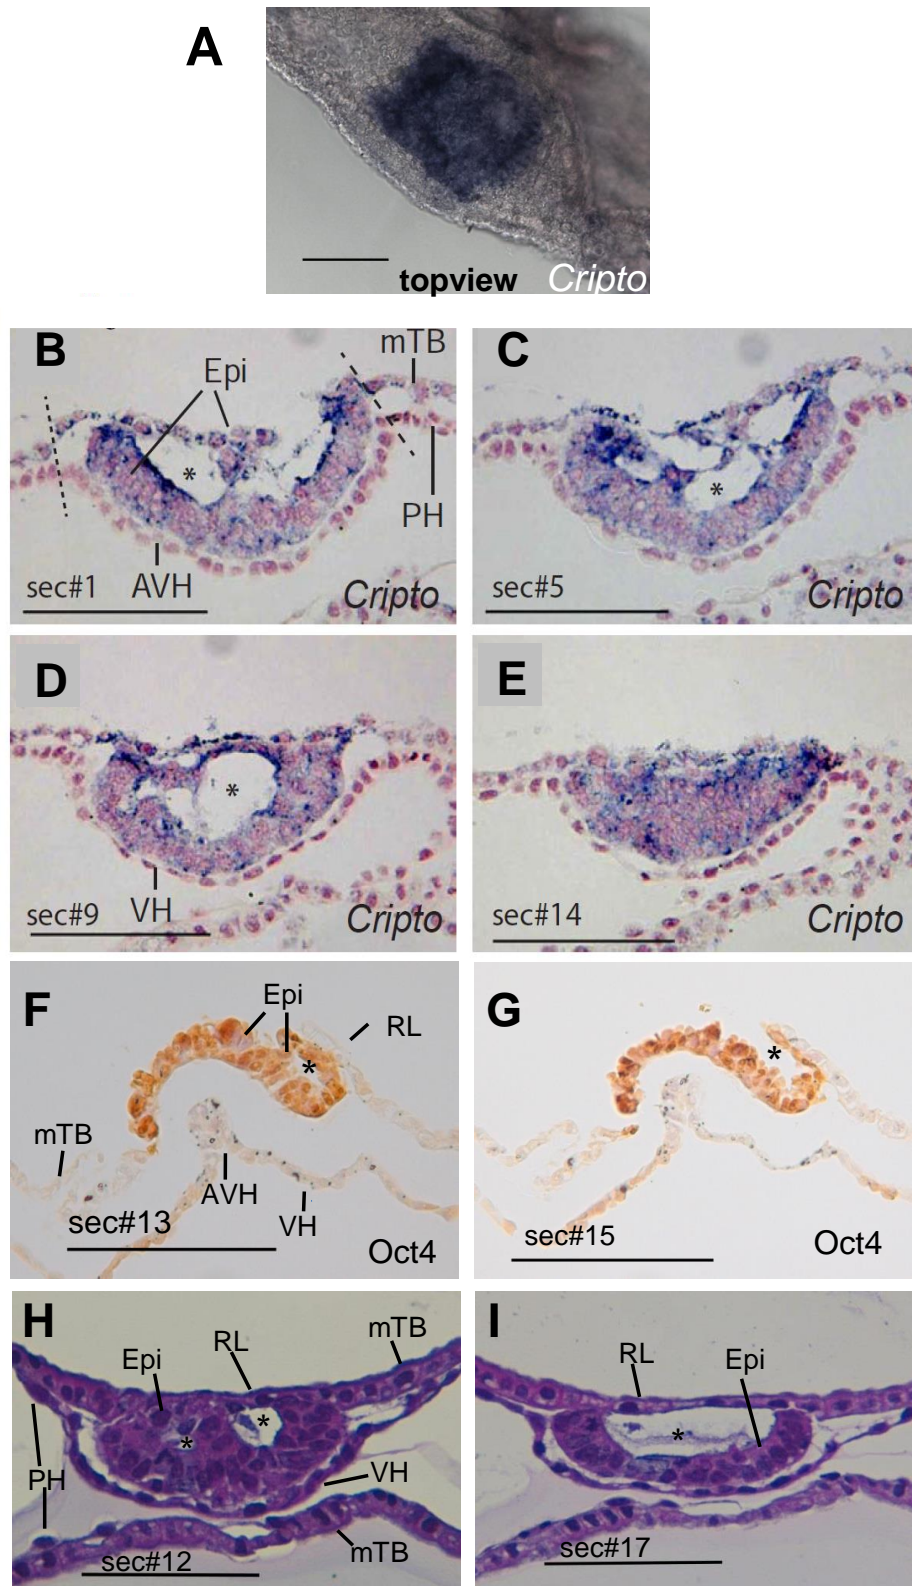 A
topview Cripto
B
Epi
mTB
*
PH
sec#1 AVH Cripto
C
*
sec#5 Cripto
D
*
sec#9 VH Cripto
E
sec#14 Cripto
F
Epi
RL
*
mTB
AVH
VH
sec#13
Oct4
G
*
sec#15
Oct4
H
mTB
RL
Epi
*
*
PH
VH
mTB
sec#12
I
RL Epi
*
sec#17